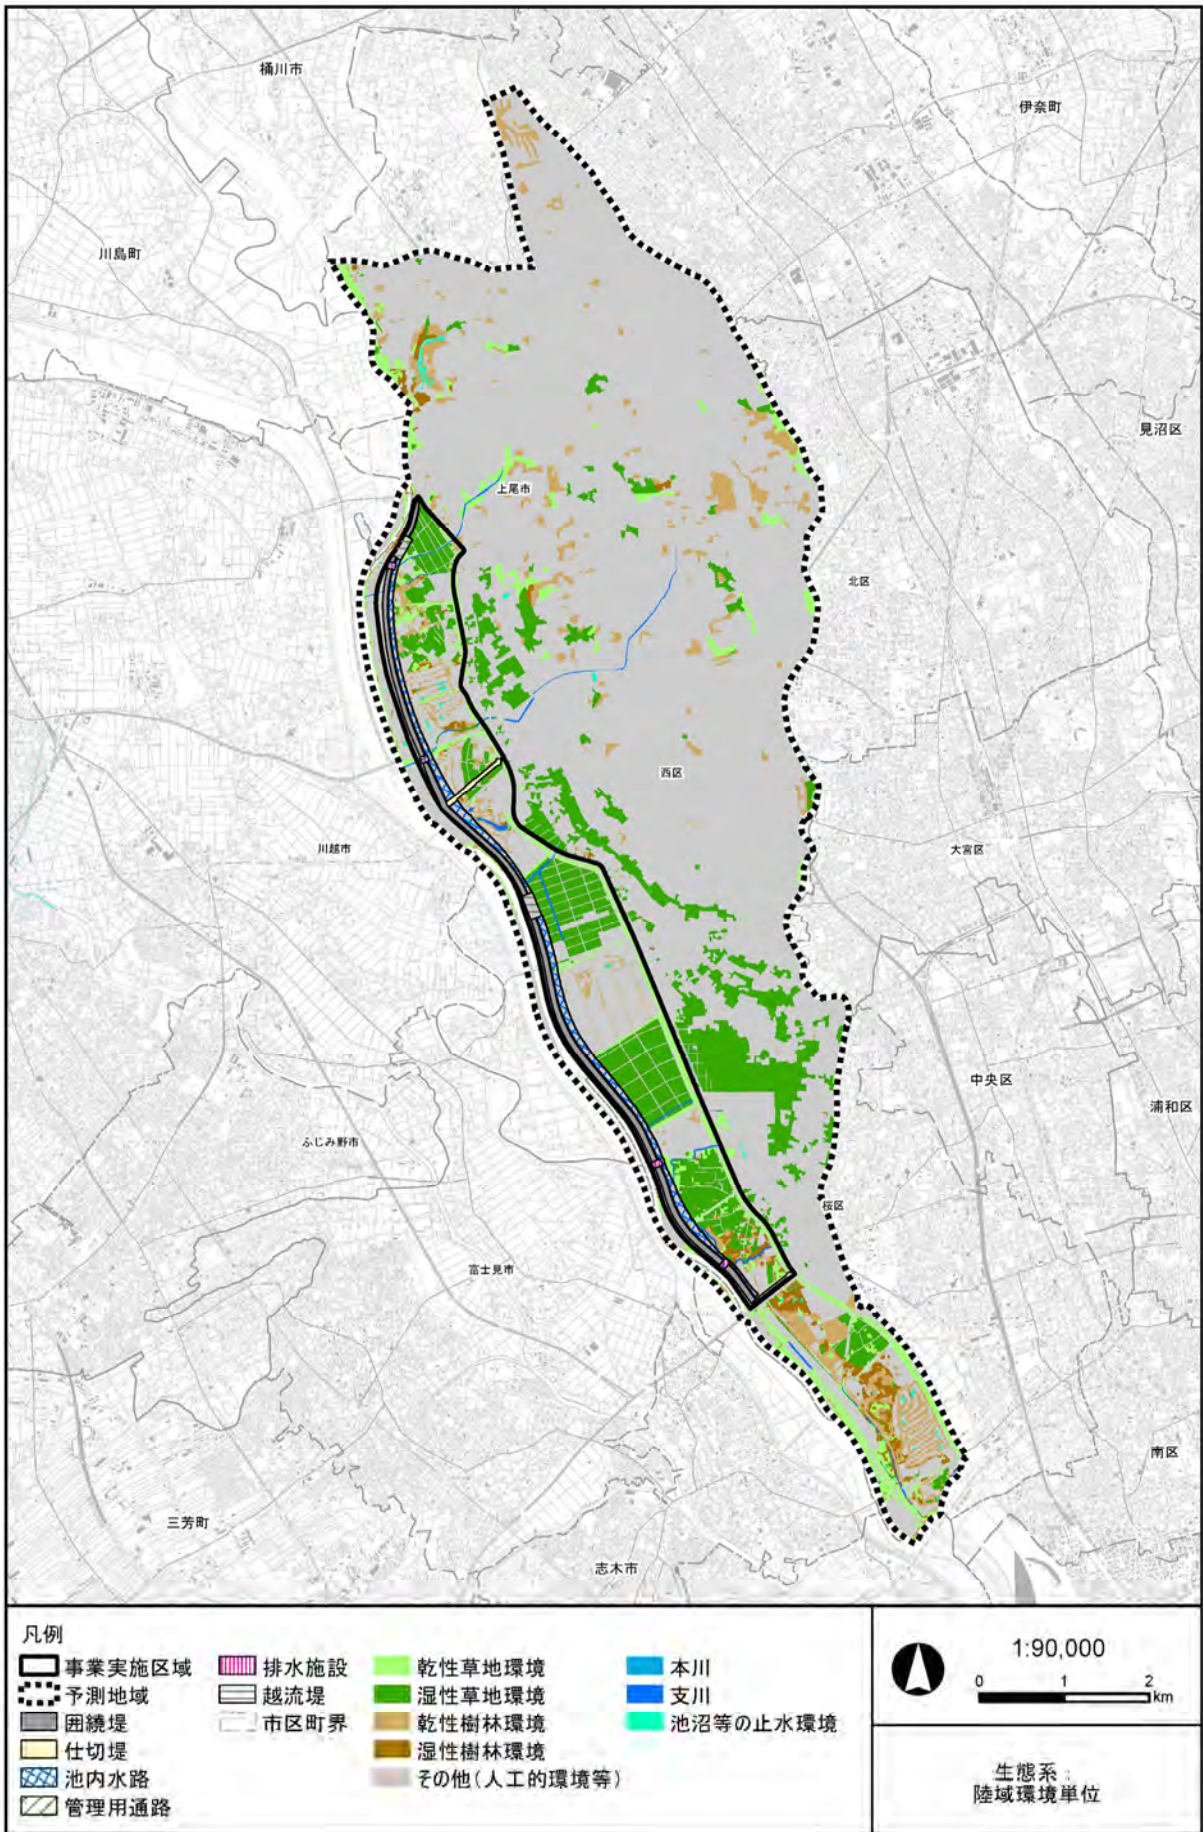 桶川市
伊奈町
川島町
見沼区
上尾市
北区
西区
川越市
大宮区
中央区
浦和区
ふじみ野市
桜区
富士見市
南区
三芳町
志木市
凡例
事業実施区域
予測地域
囲繞堤
仕切堤
池内水路
管理用通路
排水施設
越流堤
市区町界
乾性草地環境
湿性草地環境
乾性樹林環境
湿性樹林環境
その他(人工的環境等)
本川
支川
池沼等の止水環境
1:90,000
0 1 2
km
生態系:
陸域環境単位